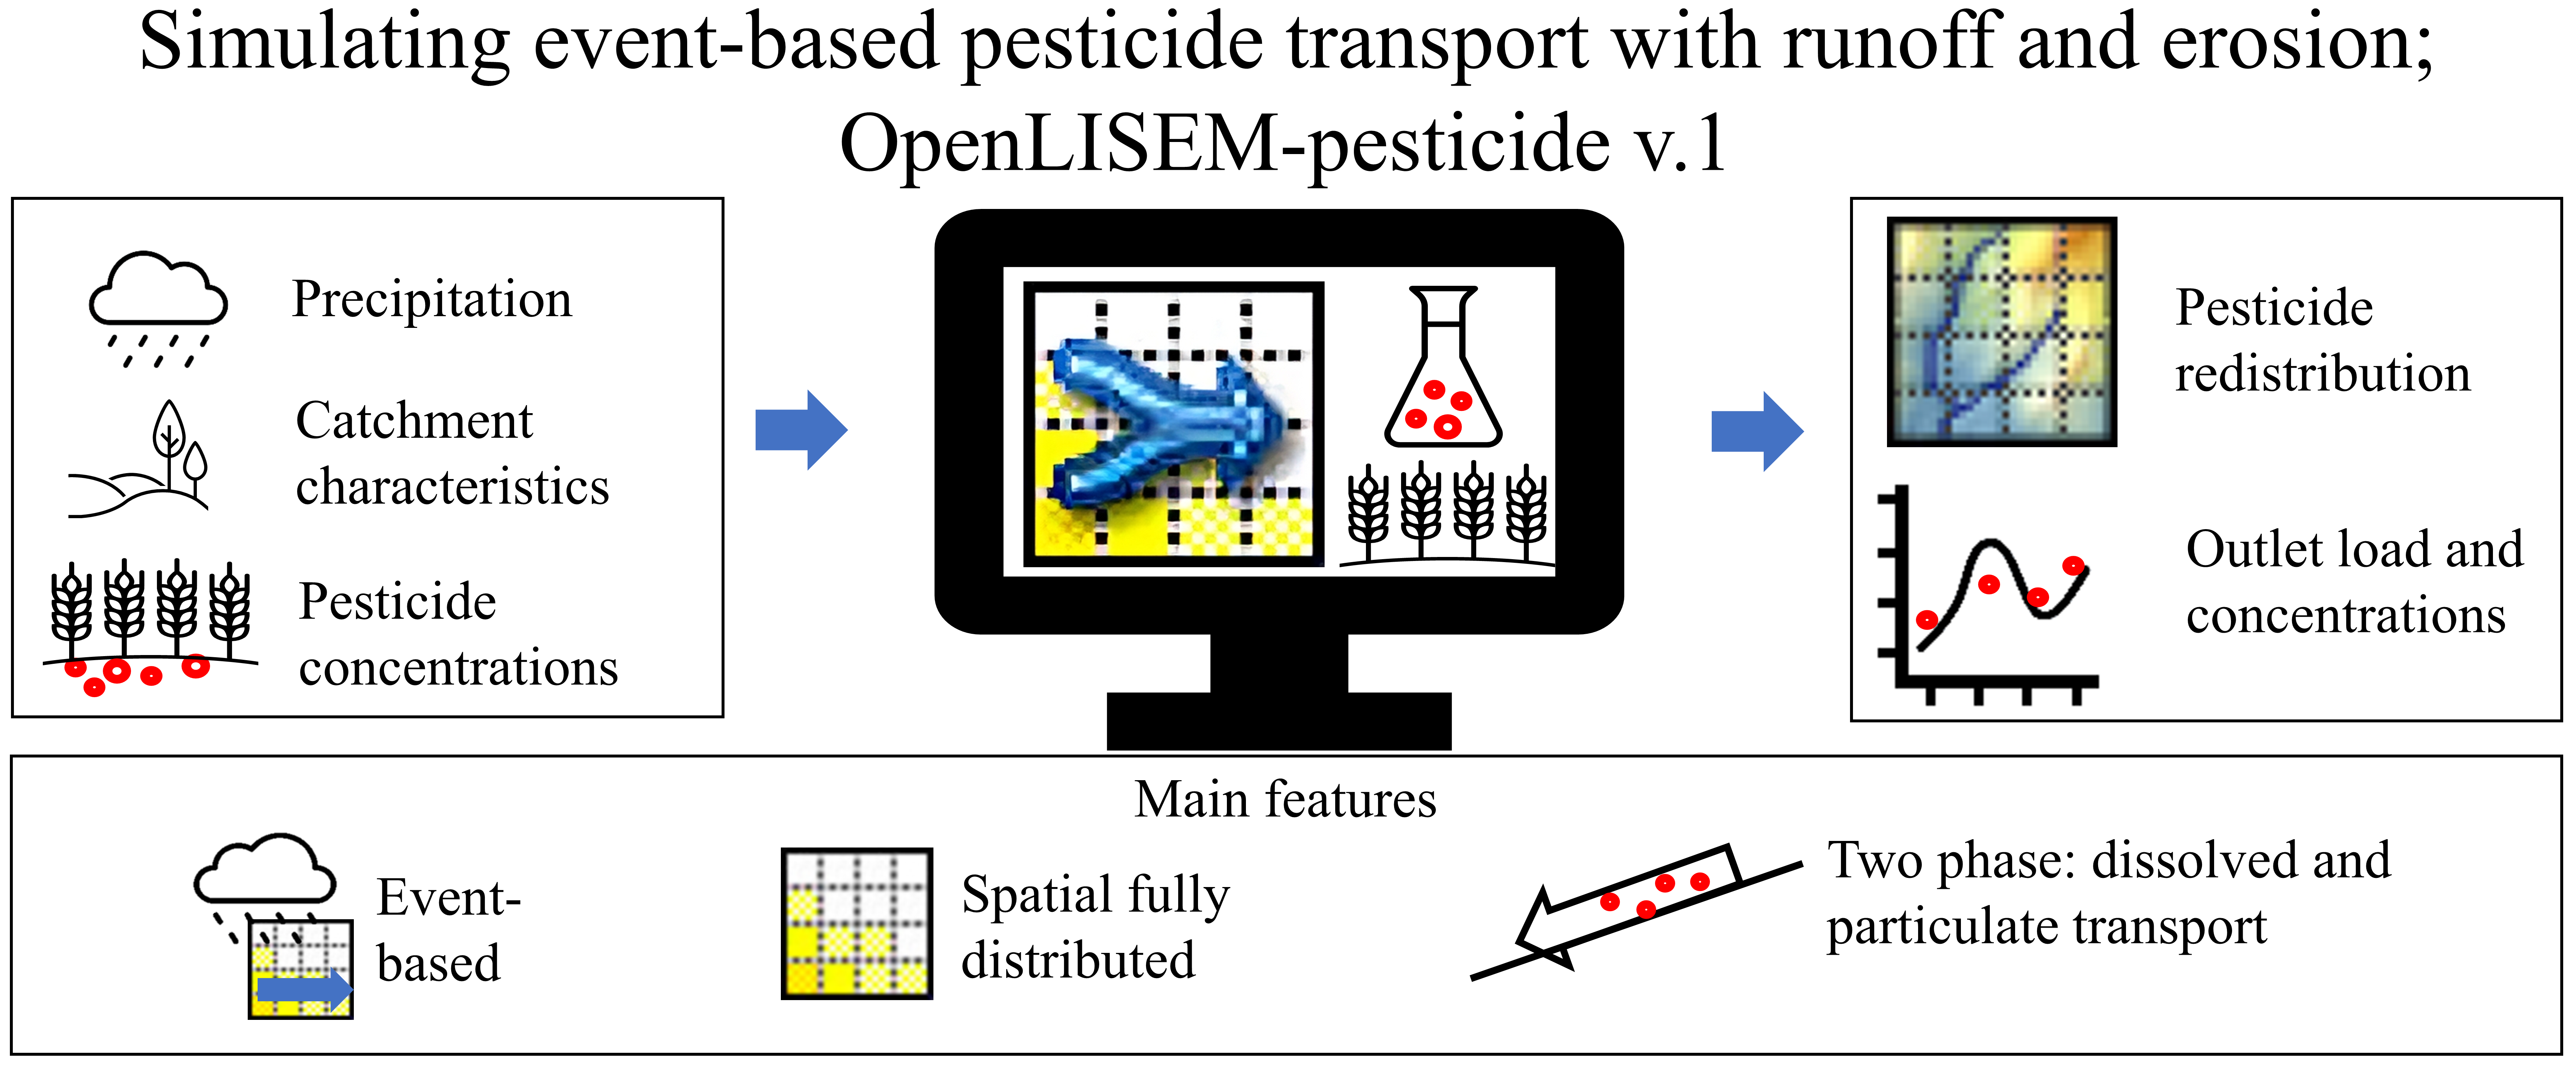 Simulating event-based pesticide transport with runoff and erosion;
OpenLISEM-pesticide v.1
Precipitation
Catchment
characteristics
Pesticide
concentrations
Pesticide
redistribution
Outlet load and
concentrations
Main features
Event-
based
Spatial fully
distributed
Two phase: dissolved and
particulate transport